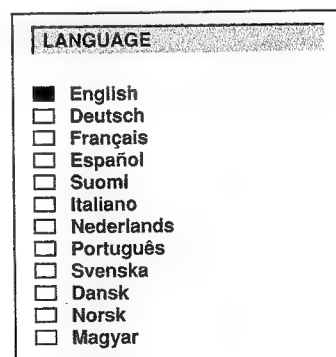 LANGUAGE
English
Deutsch
Français
Español
Suomi
Italiano
Nederlands
Português
Svenska
Dansk
Norsk
Magyar